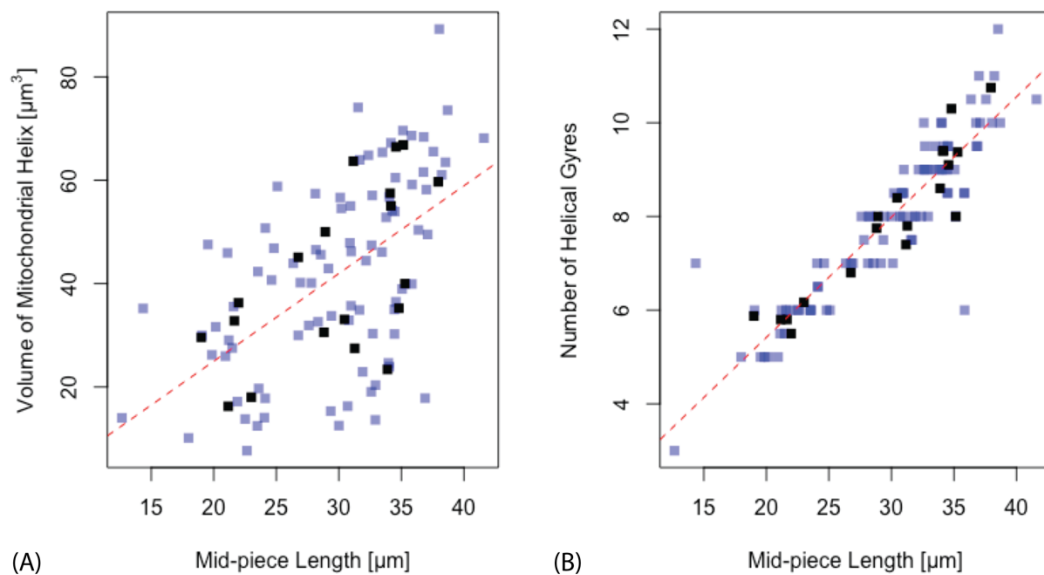 Volume of Mitochondrial Helix [µm³]
80
60
40
20
15 20 25 30 35 40
Mid-piece Length [µm]
(A)
Number of Helical Gyres
12
10
8
6
4
15 20 25 30 35 40
Mid-piece Length [µm]
(B)